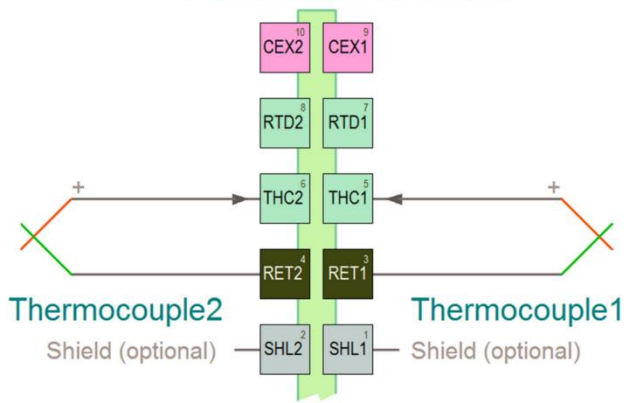 10 9
CEX2 CEX1
8 7
RTD2 RTD1
+ 6 5 +
THC2 THC1
4 3
RET2 RET1
Thermocouple2 Thermocouple1
2 1
Shield (optional) SHL2 SHL1 Shield (optional)